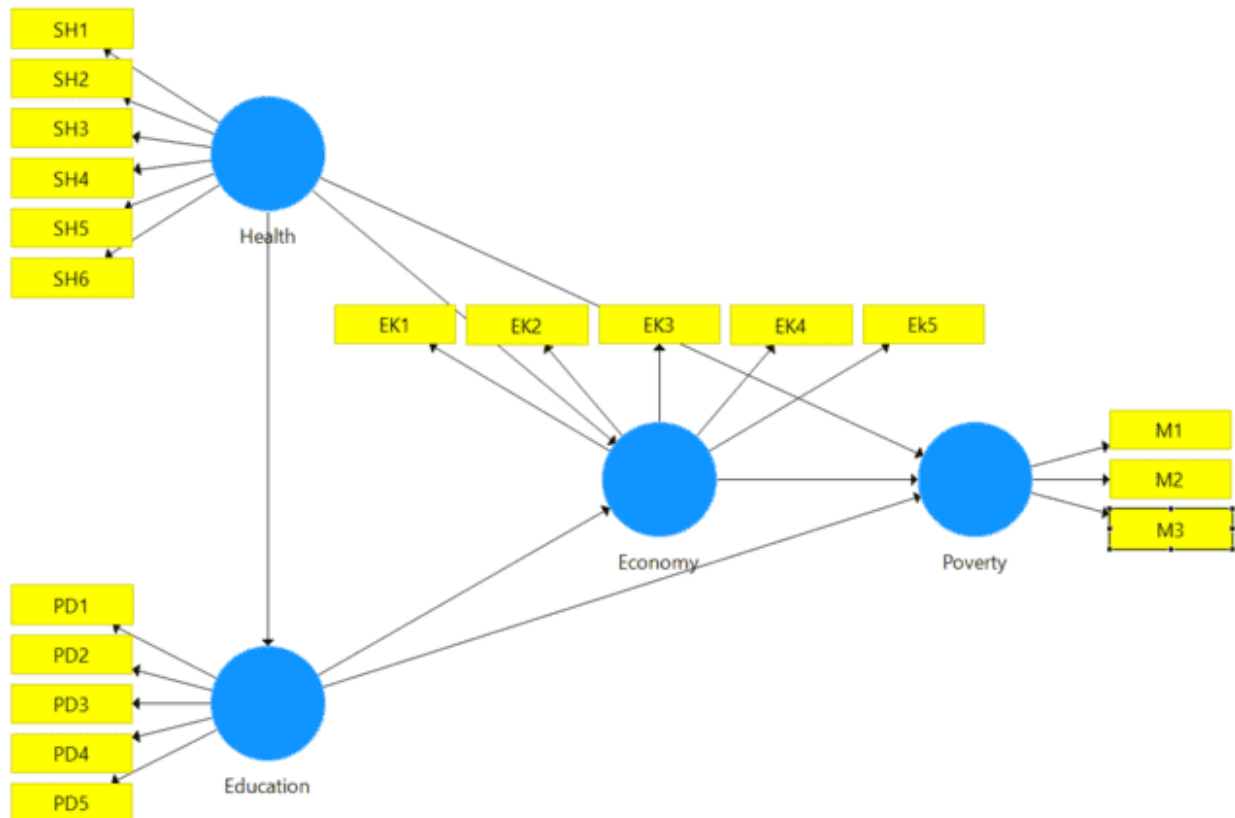 SH1
SH2
SH3
SH4
SH5
SH6
Health
EK1
EK2
EK3
EK4
Ek5
M1
M2
M3
Economy
Poverty
PD1
PD2
PD3
PD4
PD5
Education